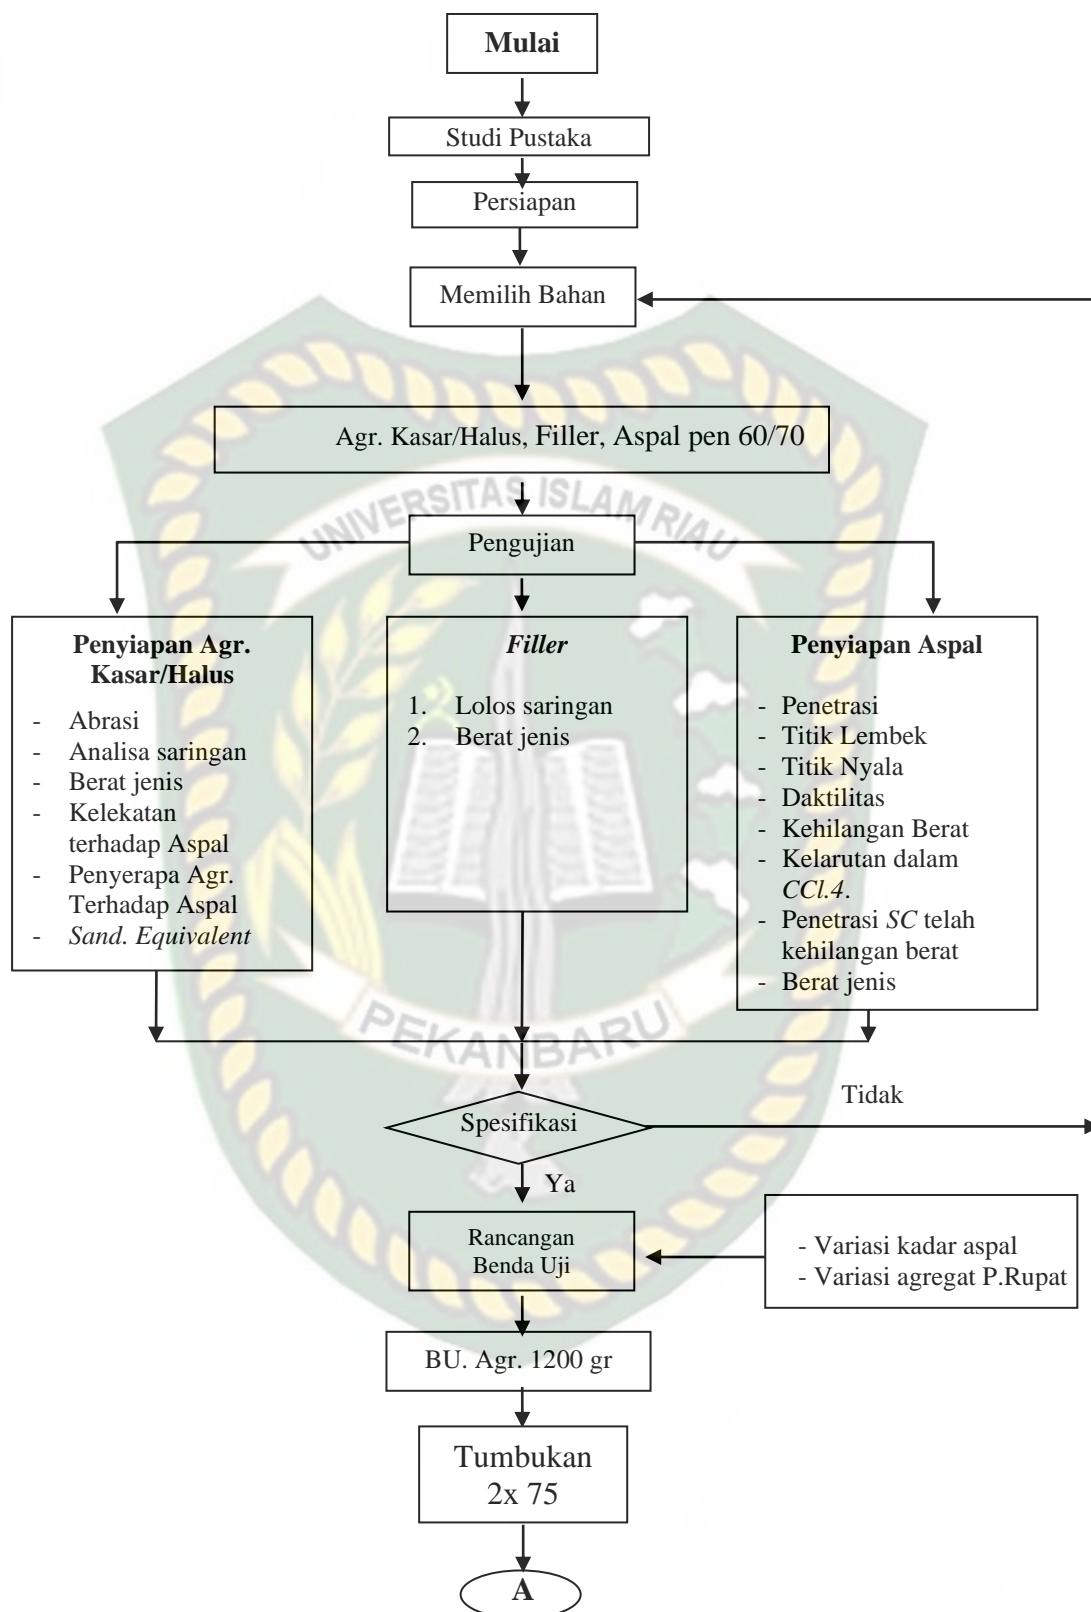 Mulai
Studi Pustaka
Persiapan
Memilih Bahan
Agr. Kasar/Halus, Filler, Aspal pen 60/70
UNIVERSITAS ISLAM RIAU
Pengujian
Penyiapan Agr.
Kasar/Halus
- Abrasi
- Analisa saringan
- Berat jenis
- Kelekatan
terhadap Aspal
- Penyerapa Agr.
Terhadap Aspal
- Sand. Equivalent
Filler
1. Lolos saringan
2. Berat jenis
Penyiapan Aspal
- Penetrasi
- Titik Lembek
- Titik Nyala
- Daktilitas
- Kehilangan Berat
- Kelarutan dalam
CCl.4.
- Penetrasi SC telah
kehilangan berat
- Berat jenis
PEKANBARU
Tidak
Spesifikasi
Ya
Rancangan
Benda Uji
- Variasi kadar aspal
- Variasi agregat P.Rupat
BU. Agr. 1200 gr
Tumbukan
2x 75
A